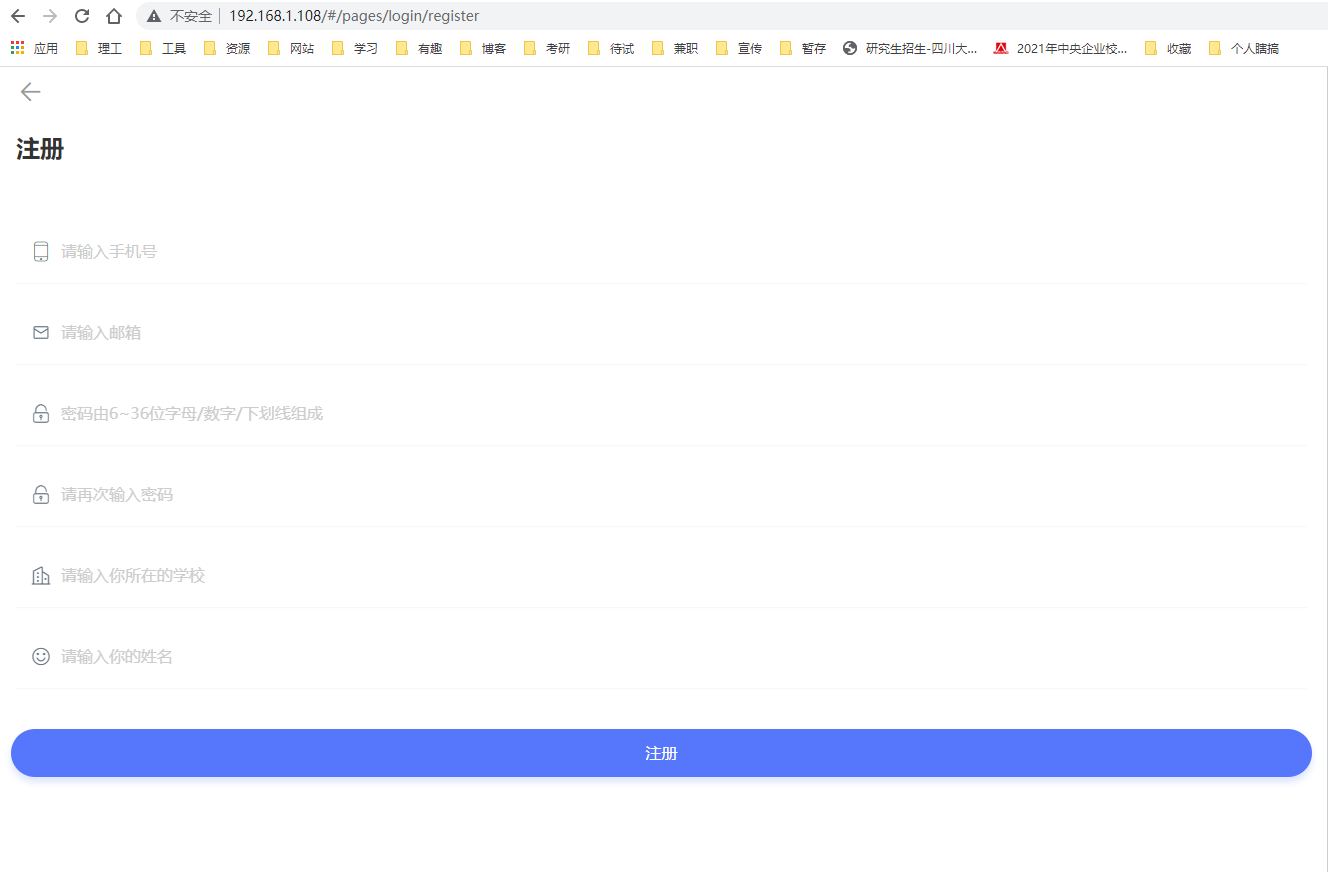 不安全 192.168.1.108/#/pages/login/register
应用 理工 工具 资源 网站 学习 有趣 博客 考研 待试 兼职 宣传 暂存 研究生招生-四川大... 2021年中央企业校... 收藏 个人瞎搞
注册
请输入手机号
请输入邮箱
密码由6~36位字母/数字/下划线组成
请再次输入密码
请输入你所在的学校
请输入你的姓名
注册